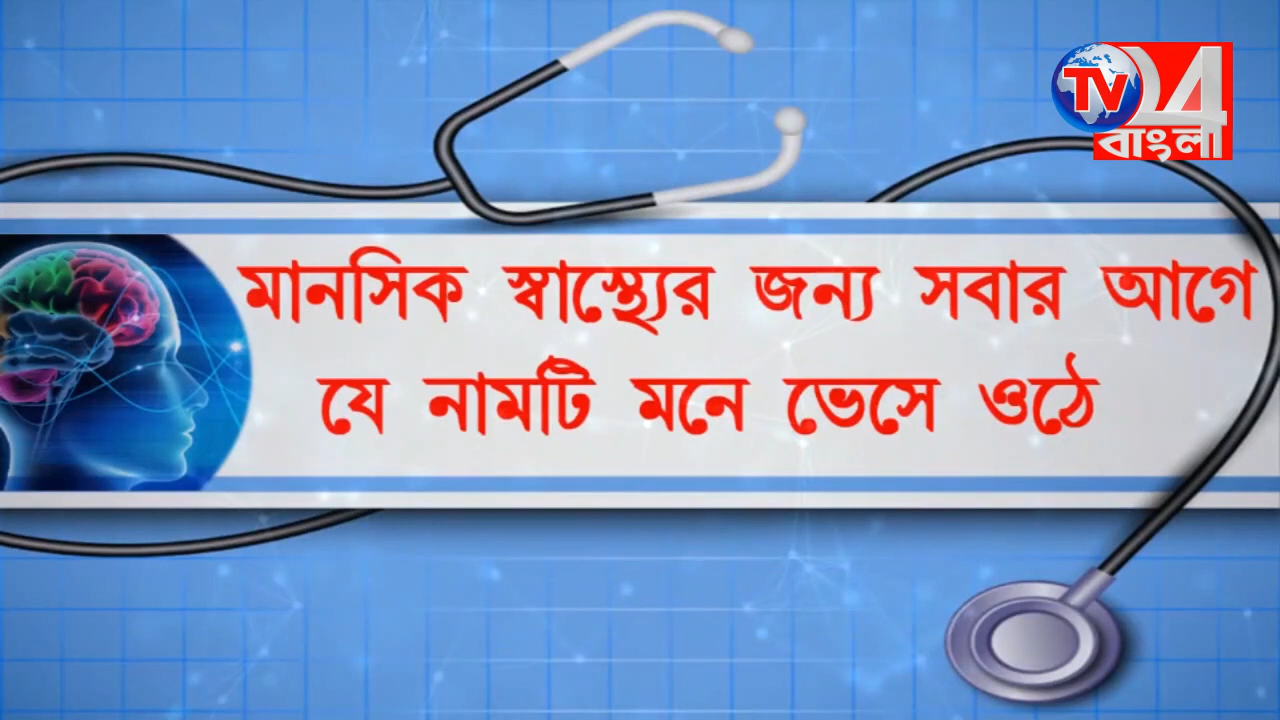 TV 24
বাংলা
মানসিক স্বাস্থ্যের জন্য সবার আগে
যে নামটি মনে ভেসে ওঠে